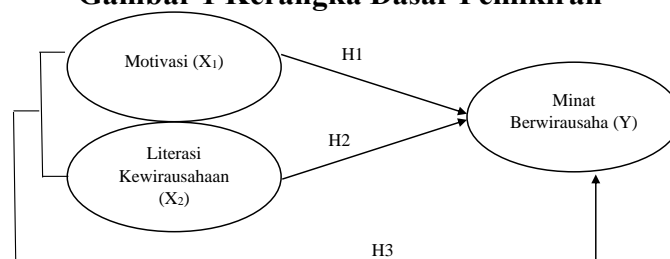 Gambar 1 Kerangka Dasar Pemikiran
Motivasi (X₁)
H1
Minat
Berwirausaha (Y)
H2
Literasi
Kewirausahaan
(X₂)
H3